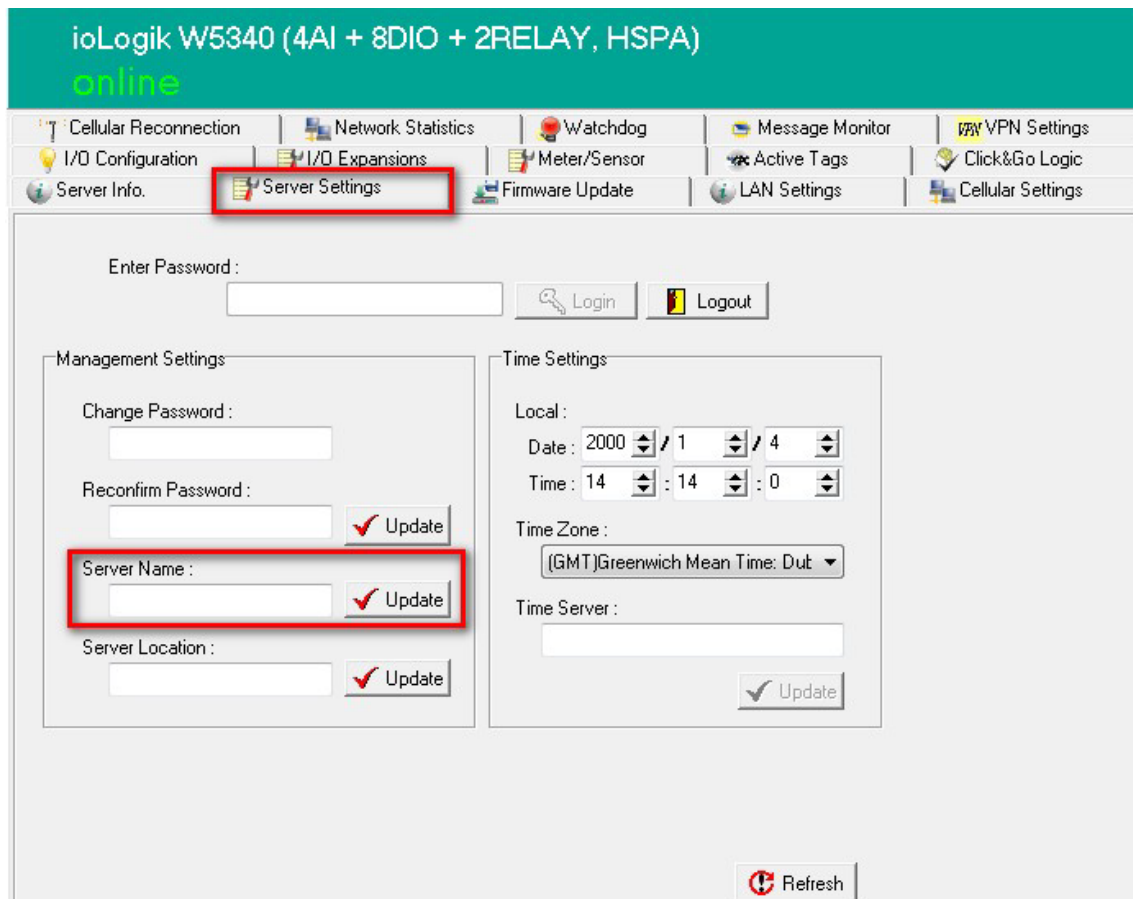 ioLogik W5340 (4AI + 8DIO + 2RELAY, HSPA)
online
Cellular Reconnection Network Statistics Watchdog Message Monitor VPN VPN Settings
I/O Configuration I/O Expansions Meter/Sensor Active Tags Click&Go Logic
Server Info. Server Settings Firmware Update LAN Settings Cellular Settings
Enter Password :
Login Logout
Management Settings
Change Password :
Reconfirm Password :
Update
Server Name :
Update
Server Location :
Update
Time Settings
Local :
Date : 2000 / 1 / 4
Time : 14 : 14 : 0
Time Zone :
(GMT)Greenwich Mean Time: Dub
Time Server :
Update
Refresh